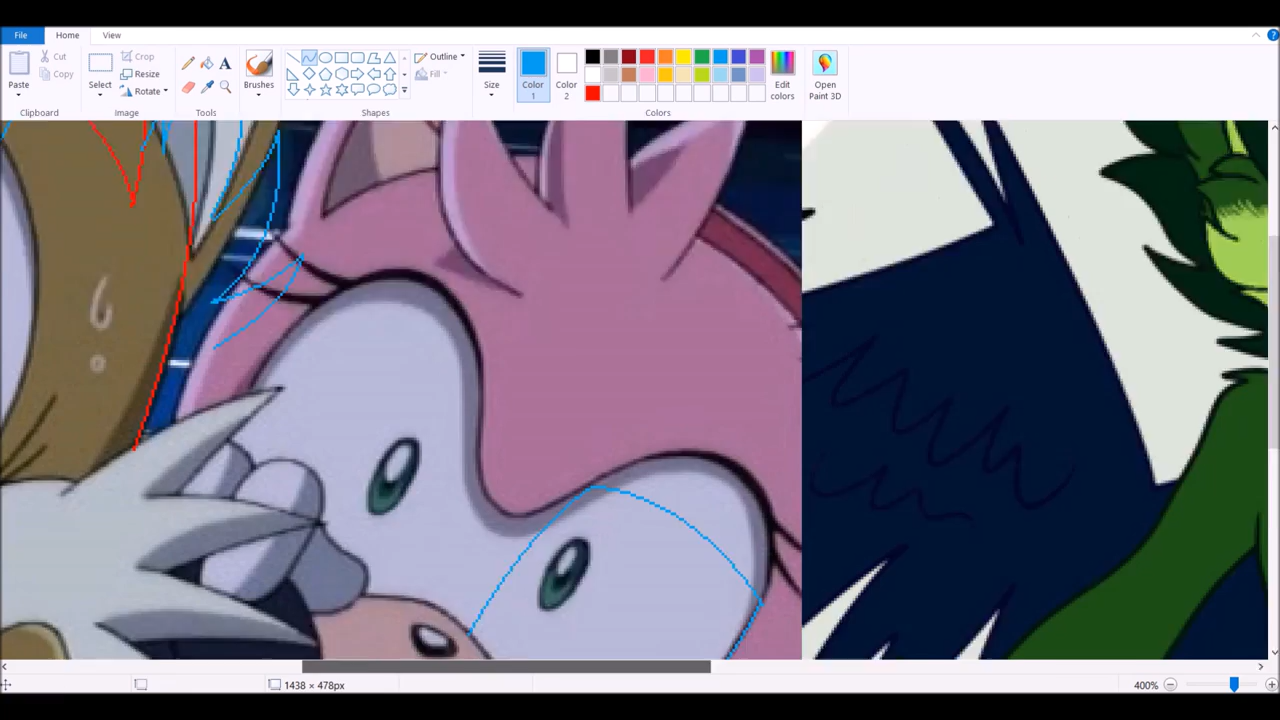 File Home View
Paste Cut Copy
Clipboard
Select Crop Resize Rotate
Image
A
Tools
Brushes
Outline Fill
Shapes
Size
Color 1
Color 2
Edit colors
Colors
Open Paint 3D
1438 × 478px 400%